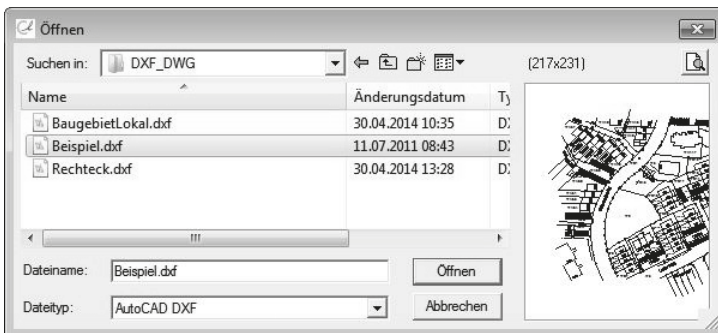 Öffnen
Suchen in: DXF_DWG (217x231)
Name Änderungsdatum
BaugebietLokal.dxf 30.04.2014 10:35
Beispiel.dxf 11.07.2011 08:43
Rechteck.dxf 30.04.2014 13:28
Dateiname: Beispiel.dxf Öffnen
Dateityp: AutoCAD DXF Abbrechen